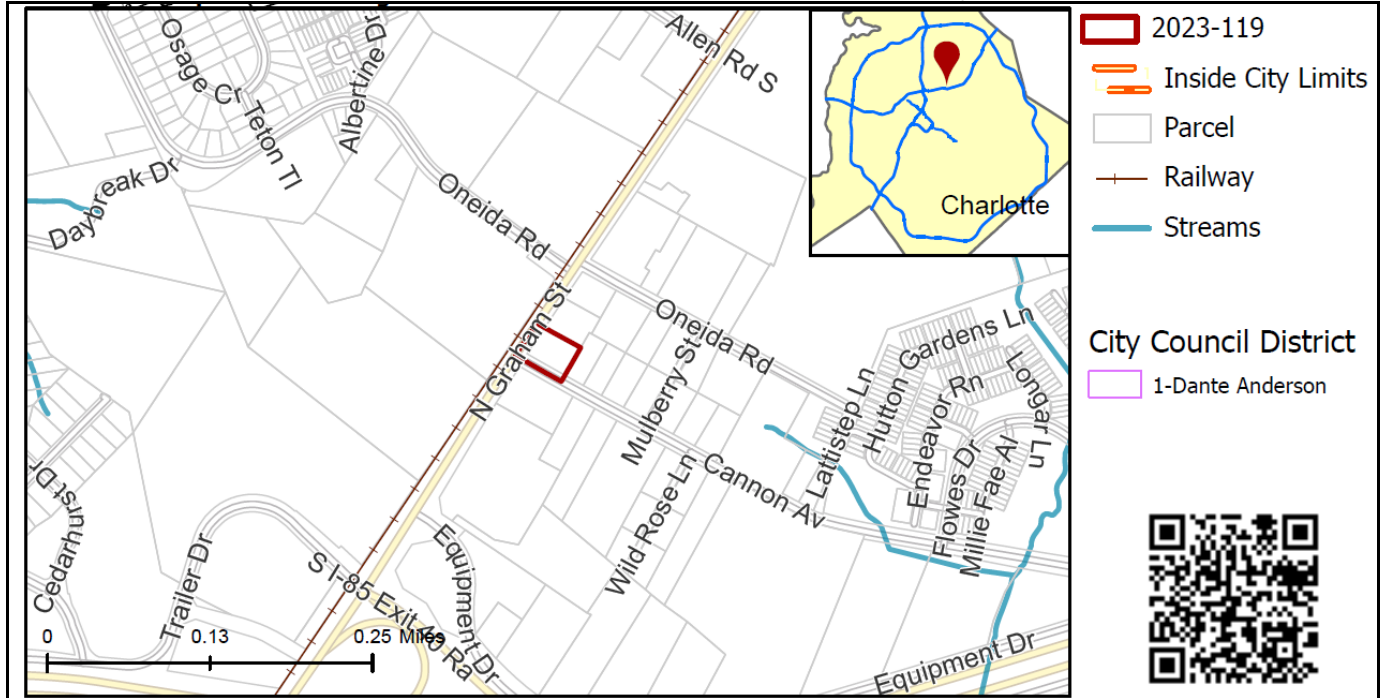 Osage Cr
Teton Tl
Albertine Dr
Allen Rd S
Daybreak Dr
Oneida Rd
N Graham St
Oneida Rd
Mulberry St
Cannon Av
Wild Rose Ln
Lattistep Ln
Hutton Gardens Ln
Endeavor Rn
Longar Ln
Flowes Dr
Millie Fae Al
Cedarhurst Dr
Trailer Dr
S I-85 Exit 40 Ra
Equipment Dr
Equipment Dr
0 0.13 0.25 Miles
Charlotte
2023-119
Inside City Limits
Parcel
Railway
Streams
City Council District
1-Dante Anderson